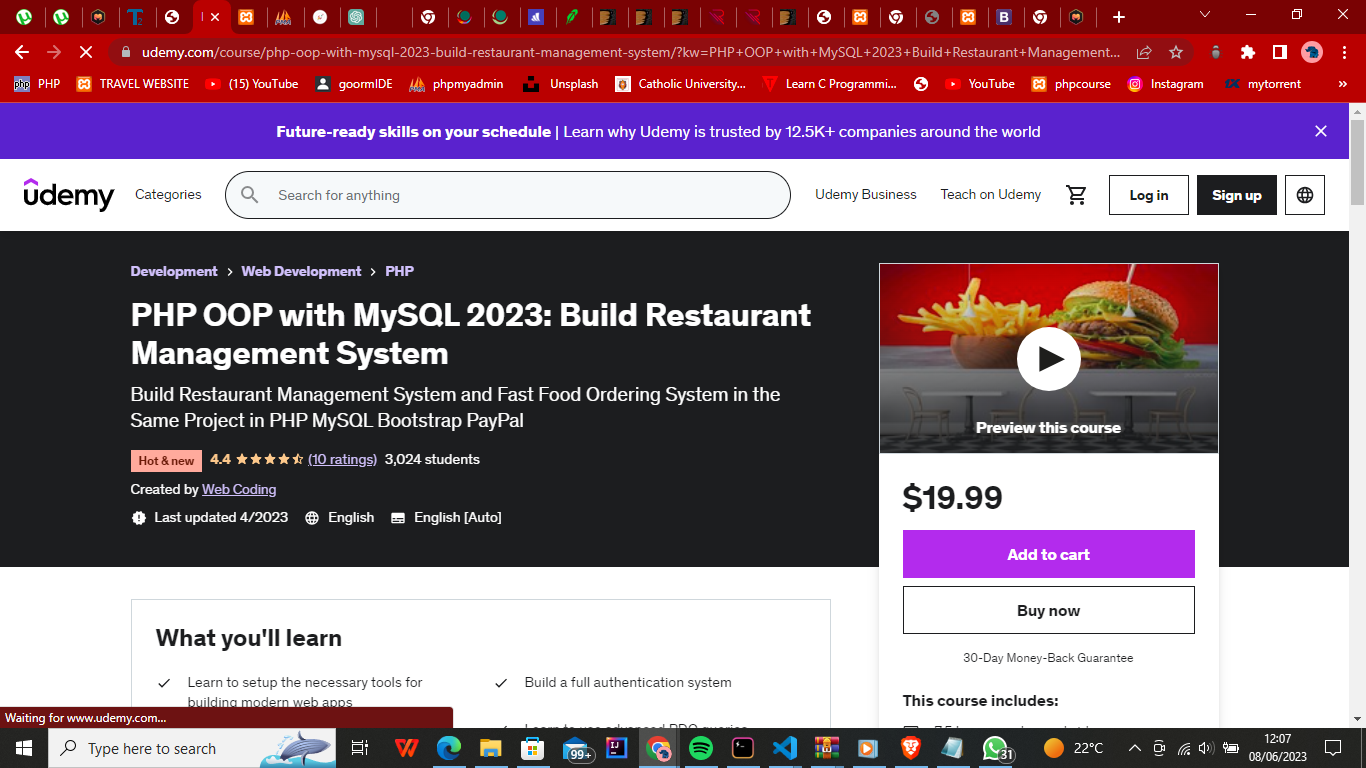 udemy.com/course/php-oop-with-mysql-2023-build-restaurant-management-system/?kw=PHP+OOP+with+MySQL+2023+Build+Restaurant+Management...
php PHP
TRAVEL WEBSITE
(15) YouTube
goormIDE
phpmyadmin
Unsplash
Catholic University...
Learn C Programmi...
YouTube
phpcourse
Instagram
mytorrent
»
Future-ready skills on your schedule | Learn why Udemy is trusted by 12.5K+ companies around the world
udemy
Categories
Search for anything
Udemy Business
Teach on Udemy
Log in
Sign up
Development > Web Development > PHP
PHP OOP with MySQL 2023: Build Restaurant
Management System
Build Restaurant Management System and Fast Food Ordering System in the
Same Project in PHP MySQL Bootstrap PayPal
Hot & new 4.4 (10 ratings) 3,024 students
Created by Web Coding
Last updated 4/2023 English English [Auto]
Preview this course
$19.99
Add to cart
Buy now
30-Day Money-Back Guarantee
This course includes:
What you'll learn
Learn to setup the necessary tools for
building modern web apps
Build a full authentication system
Waiting for www.udemy.com...
Type here to search
99+
31
22°C
12:07
08/06/2023